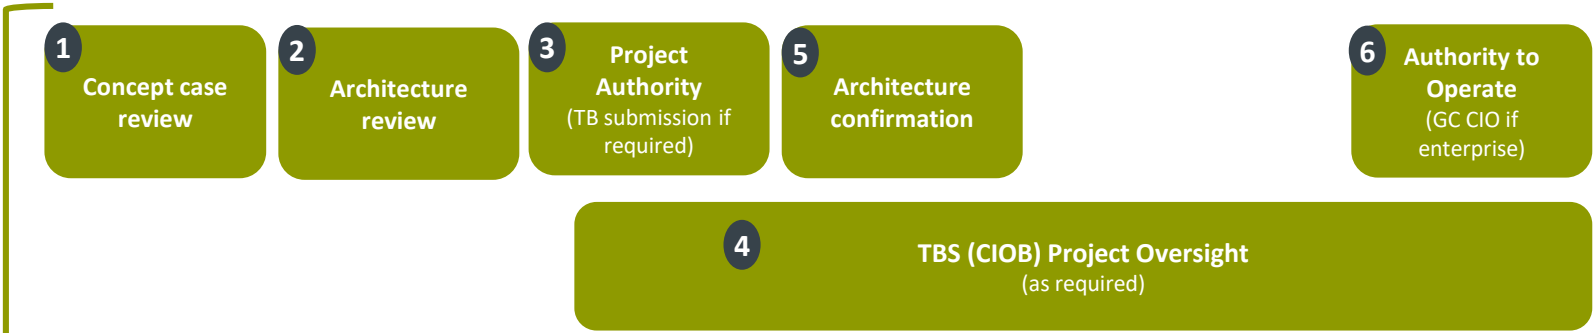 1
Concept case
review
2
Architecture
review
3
Project
Authority
(TB submission if
required)
5
Architecture
confirmation
6
Authority to
Operate
(GC CIO if
enterprise)
4
TBS (CIOB) Project Oversight
(as required)